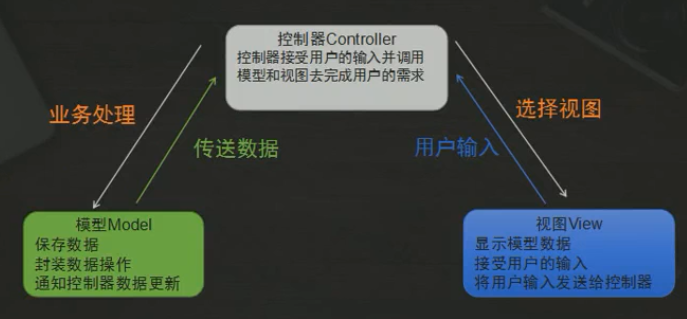 控制器Controller
控制器接受用户的输入并调用
模型和视图去完成用户的需求
业务处理
选择视图
传送数据
用户输入
模型Model
保存数据
封装数据操作
通知控制器数据更新
视图View
显示模型数据
接受用户的输入
将用户输入发送给控制器